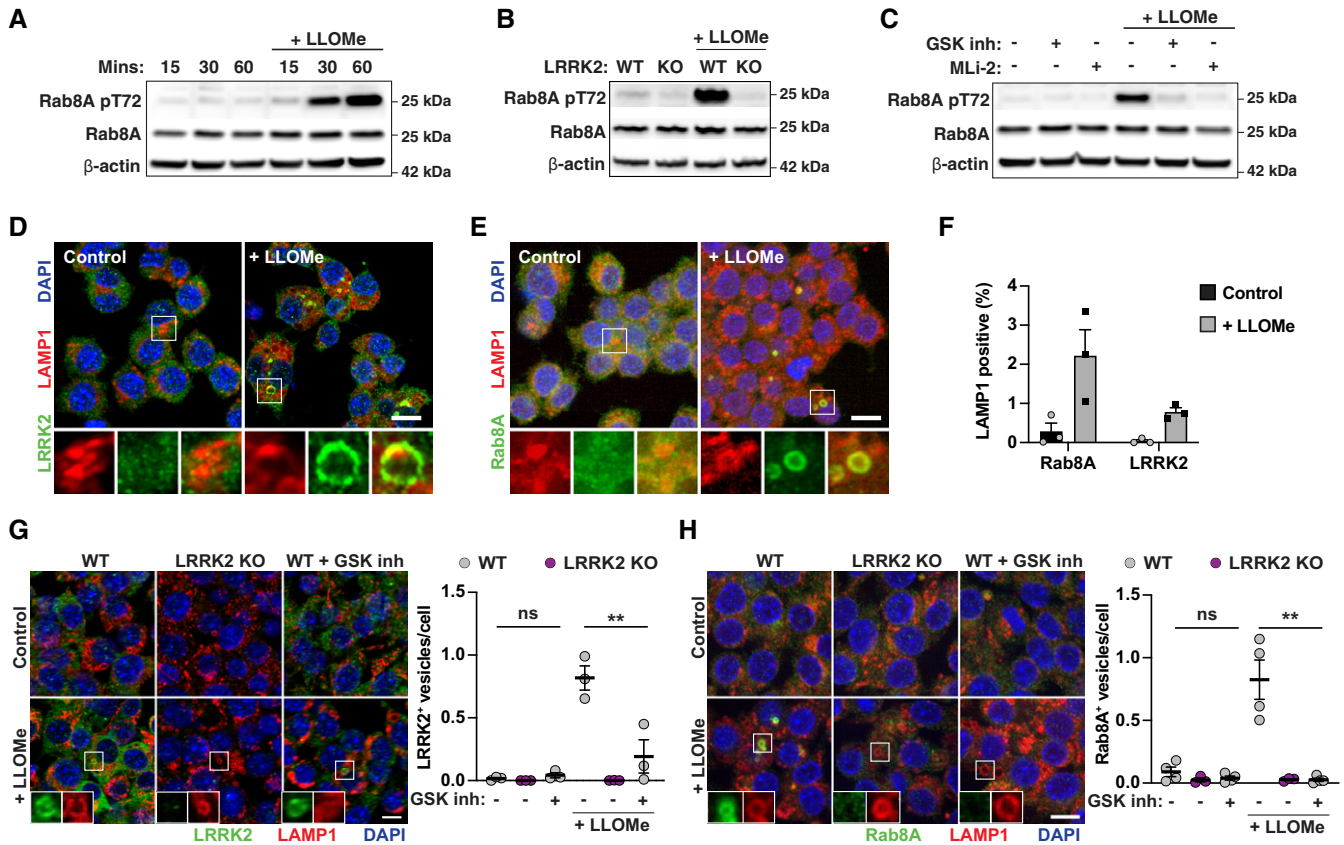 A
+ LLOMe
Mins: 15 30 60 15 30 60
Rab8A pT72 25 kDa
Rab8A 25 kDa
β-actin 42 kDa
B
+ LLOMe
LRRK2: WT KO WT KO
Rab8A pT72 25 kDa
Rab8A 25 kDa
β-actin 42 kDa
C
+ LLOMe
GSK inh: - + - - + -
MLi-2: - - + - - +
Rab8A pT72 25 kDa
Rab8A 25 kDa
β-actin 42 kDa
D
Control + LLOMe
LRRK2 LAMP1 DAPI
E
Control + LLOMe
Rab8A LAMP1 DAPI
F
LAMP1 positive (%)
4
3
2
1
0
Rab8A LRRK2
Control
+ LLOMe
G
WT LRRK2 KO WT + GSK inh
Control
+ LLOMe
LRRK2 LAMP1 DAPI
WT LRRK2 KO
LRRK2+ vesicles/cell
1.5
1.0
0.5
0.0
ns **
GSK inh: - - + - - +
+ LLOMe
H
WT LRRK2 KO WT + GSK inh
Control
+ LLOMe
Rab8A LAMP1 DAPI
WT LRRK2 KO
Rab8A+ vesicles/cell
1.5
1.0
0.5
0.0
ns **
GSK inh: - - + - - +
+ LLOMe